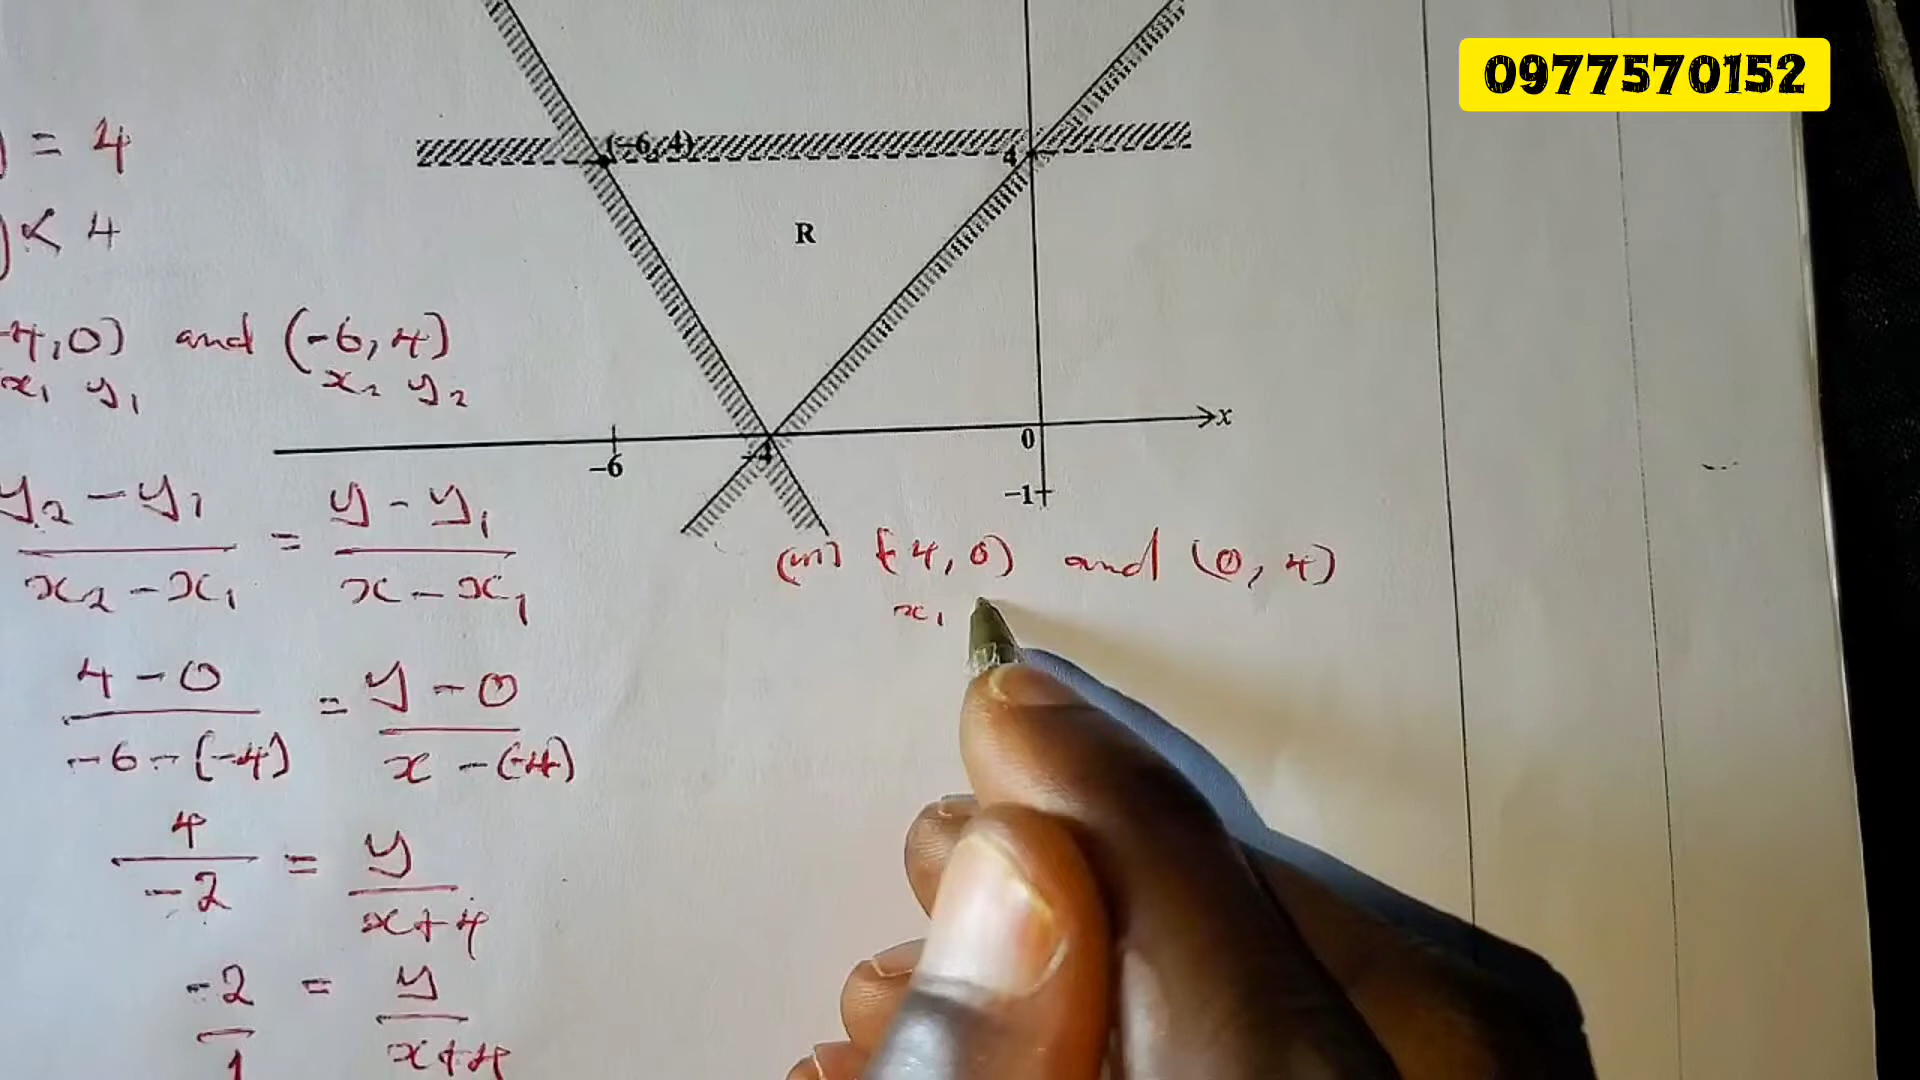 0977570152
= 4
< 4
(-6, 4)
4
R
x
0
-6
-4
-1
4,0) and (-6, 4)
x₁ y₁ x₂ y₂
y₂ - y₁ / x₂ - x₁ = y - y₁ / x - x₁
4 - 0 / -6 - (-4) = y - 0 / x - (-4)
4 / -2 = y / x + 4
-2 / 1 = y / x + 4
(iii) (-4, 0) and (0, 4)
x₁